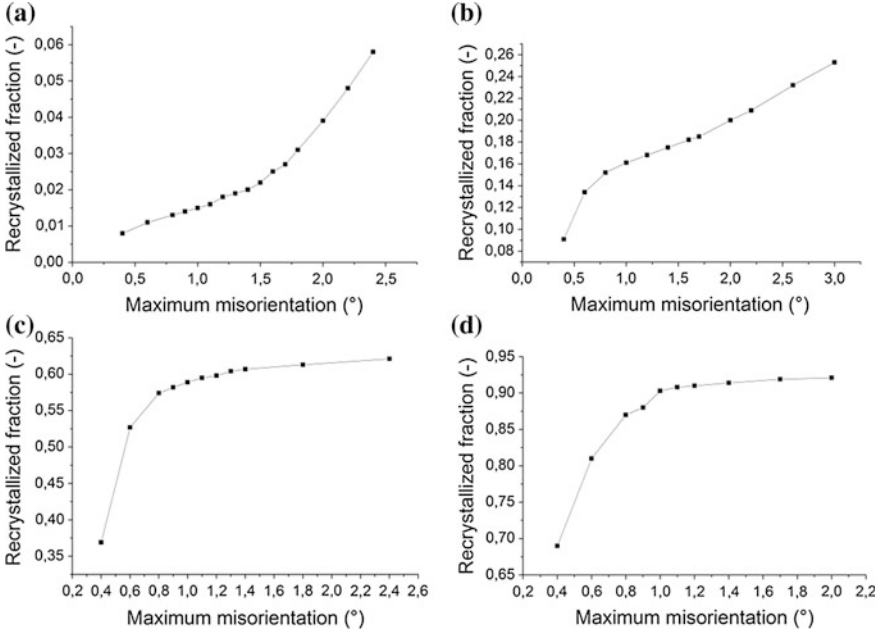 (a)
Recrystallized fraction (-)
0,06
0,05
0,04
0,03
0,02
0,01
0,00
0,0 0,5 1,0 1,5 2,0 2,5
Maximum misorientation (°)
(b)
Recrystallized fraction (-)
0,26
0,24
0,22
0,20
0,18
0,16
0,14
0,12
0,10
0,08
0,0 0,5 1,0 1,5 2,0 2,5 3,0
Maximum misorientation (°)
(c)
Recrystallized fraction (-)
0,65
0,60
0,55
0,50
0,45
0,40
0,35
0,2 0,4 0,6 0,8 1,0 1,2 1,4 1,6 1,8 2,0 2,2 2,4 2,6
Maximum misorientation (°)
(d)
Recrystallized fraction (-)
0,95
0,90
0,85
0,80
0,75
0,70
0,65
0,2 0,4 0,6 0,8 1,0 1,2 1,4 1,6 1,8 2,0 2,2
Maximum misorientation (°)